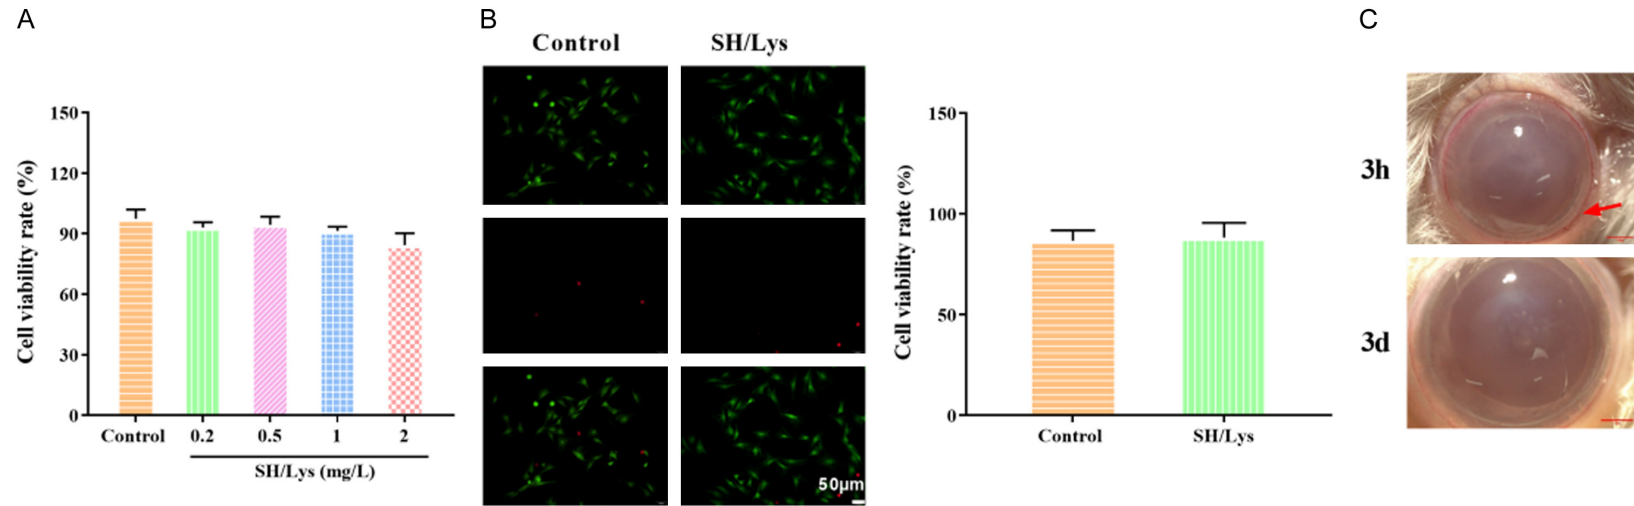 A
B
C
Control
SH/Lys
150
120
90
60
30
0
Cell viability rate (%)
Control
0.2
0.5
1
2
SH/Lys (mg/L)
50μm
150
100
50
0
Cell viability rate (%)
Control
SH/Lys
3h
3d